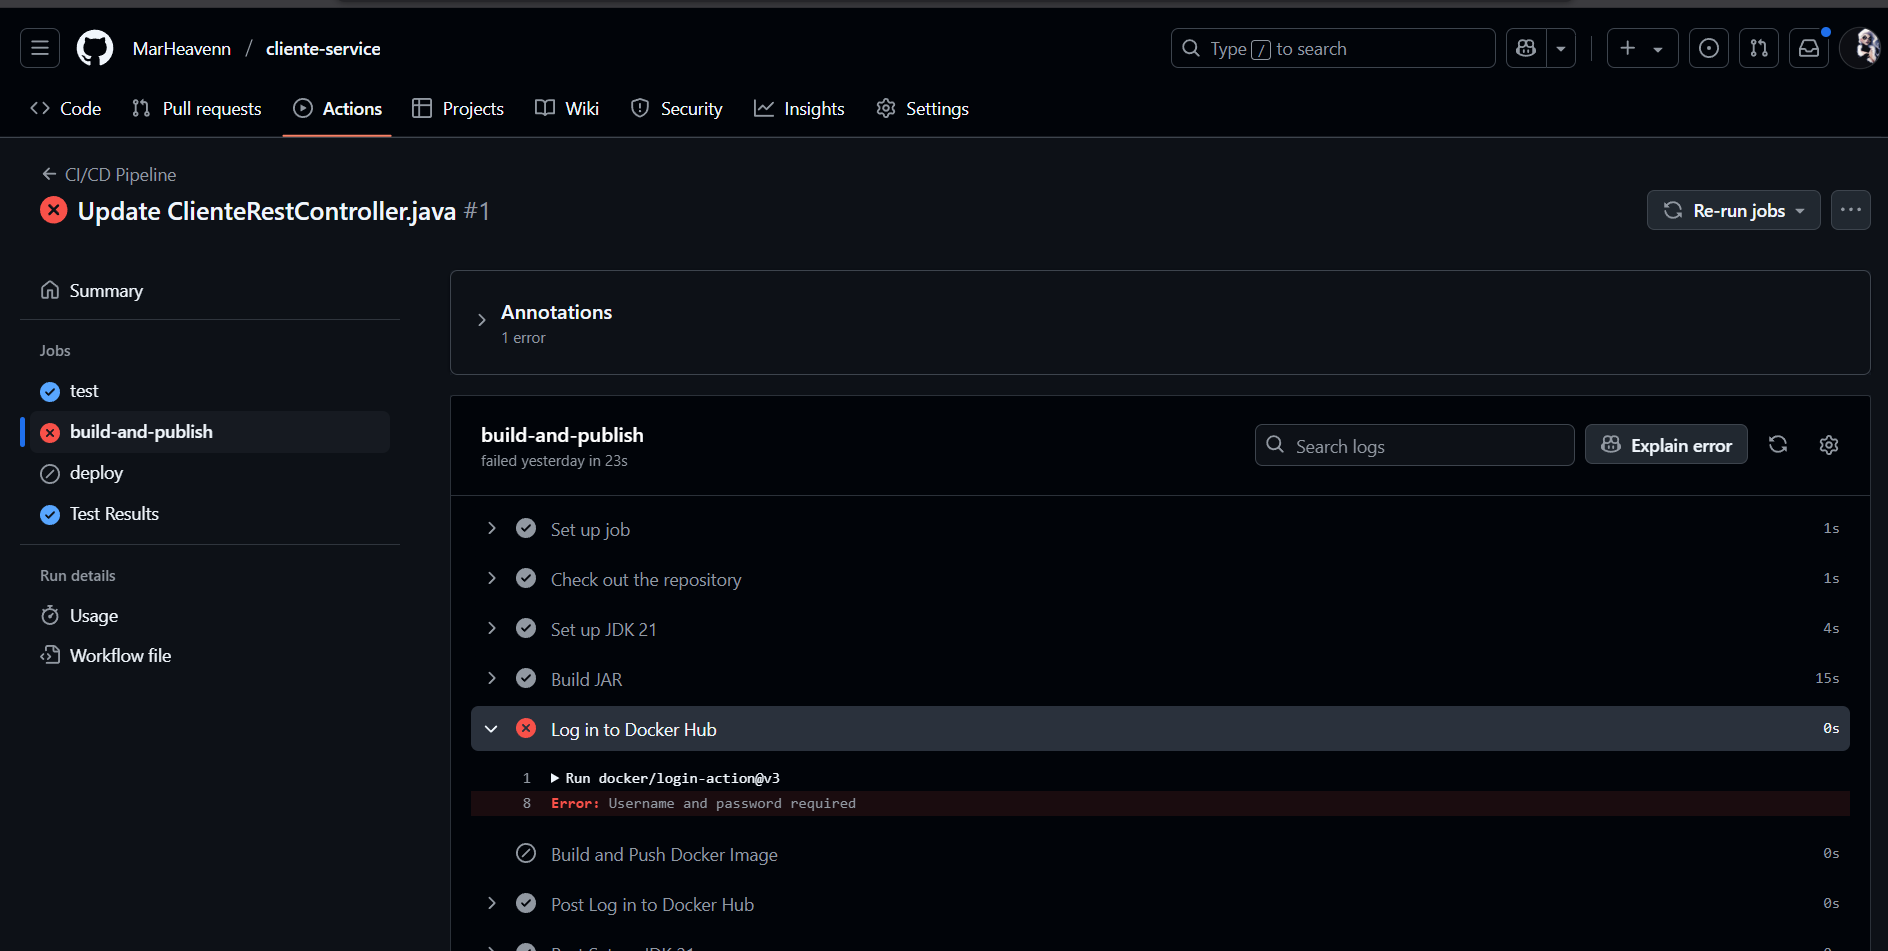 MarHeavenn / cliente-service
Type / to search
Code
Pull requests
Actions
Projects
Wiki
Security
Insights
Settings
CI/CD Pipeline
Update ClienteRestController.java #1
Re-run jobs
Summary
Jobs
test
build-and-publish
deploy
Test Results
Run details
Usage
Workflow file
Annotations
1 error
build-and-publish
failed yesterday in 23s
Search logs
Explain error
Set up job 1s
Check out the repository 1s
Set up JDK 21 4s
Build JAR 15s
Log in to Docker Hub 0s
1 Run docker/login-action@v3
8 Error: Username and password required
Build and Push Docker Image 0s
Post Log in to Docker Hub 0s